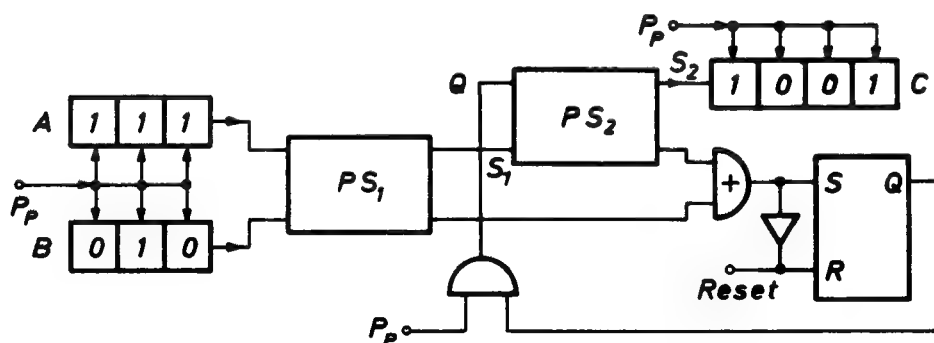 P_P
Q
S_2
1 0 0 1 C
A 1 1 1
PS_2
PS_1
S_1
+
S Q
P_P
B 0 1 0
R
Reset
P_P